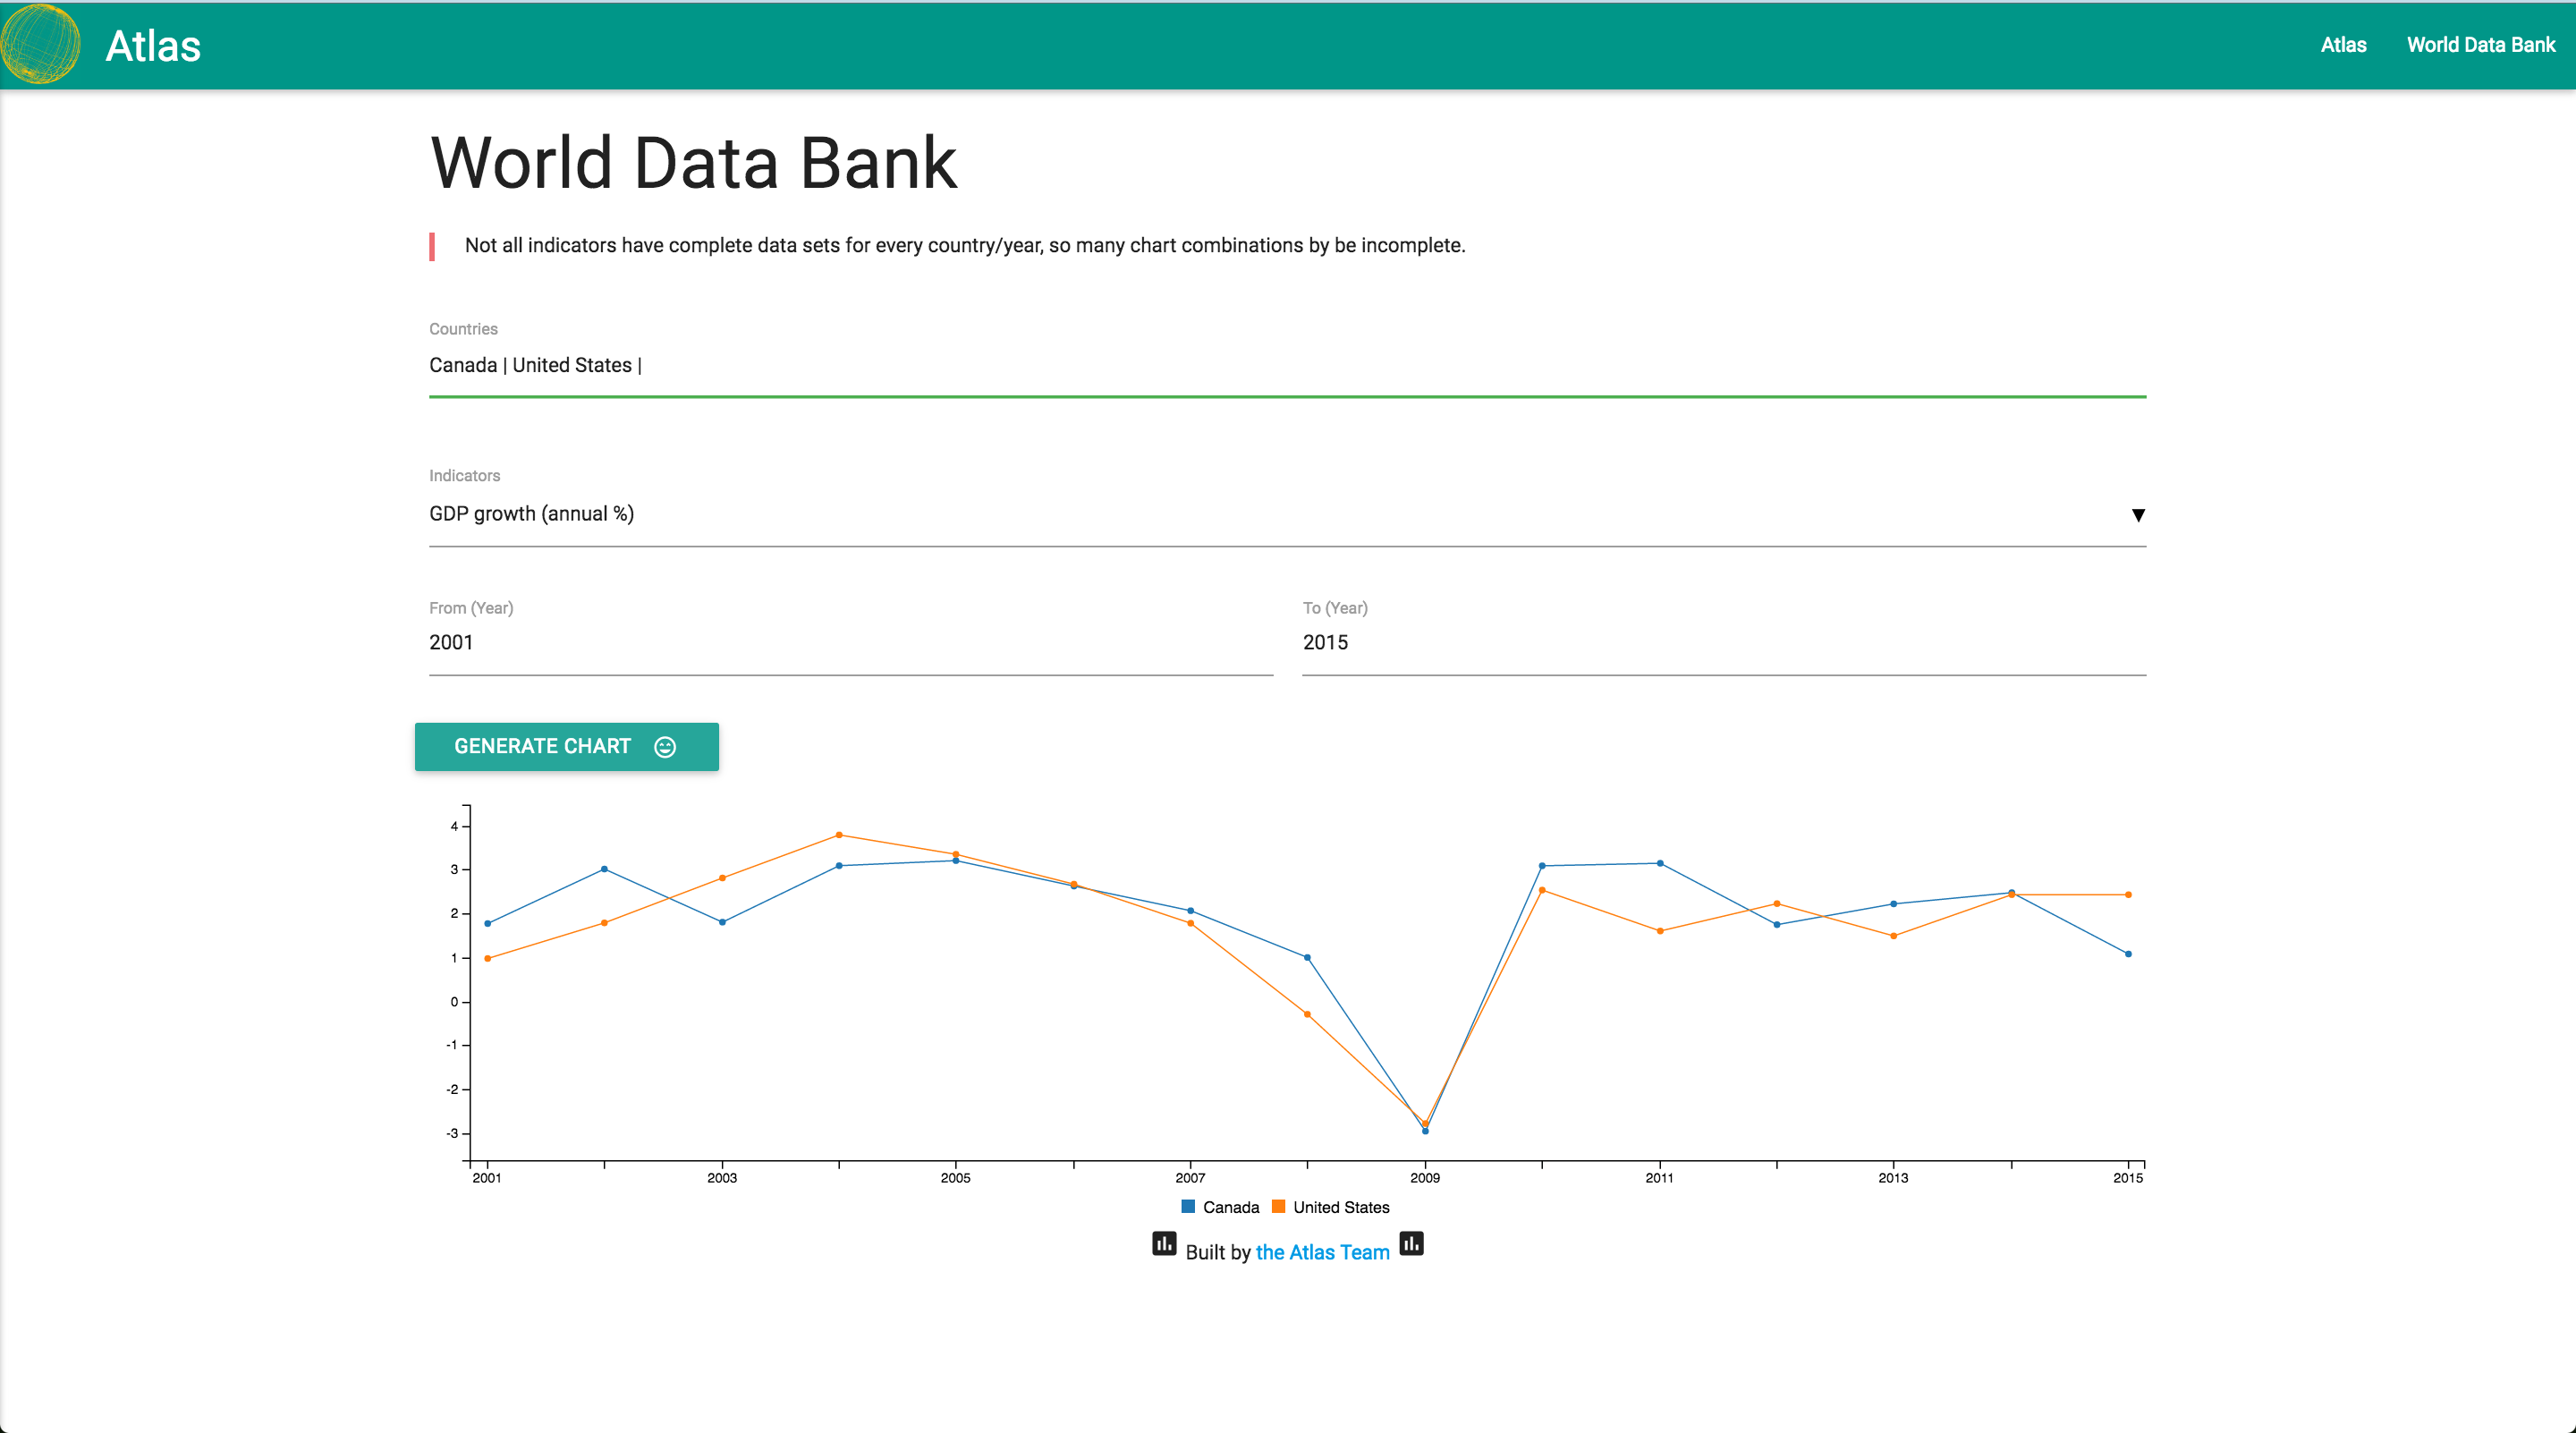 Atlas
Atlas World Data Bank
World Data Bank
Not all indicators have complete data sets for every country/year, so many chart combinations by be incomplete.
Countries
Canada | United States |
Indicators
GDP growth (annual %)
▼
From (Year) To (Year)
2001 2015
GENERATE CHART
4
3
2
1
0
-1
-2
-3
2001 2003 2005 2007 2009 2011 2013 2015
Canada United States
Built by the Atlas Team